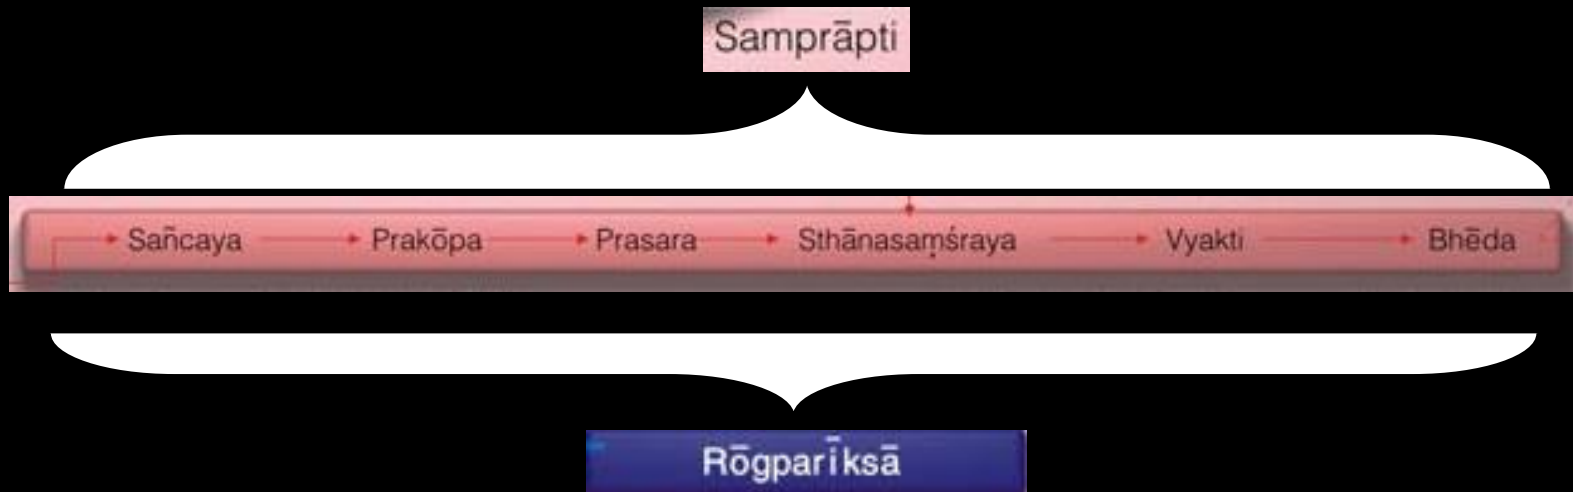 Samprāpti
Sañcaya Prakōpa Prasara Sthānasaṃśraya Vyakti Bhēda
Rōgparīksā